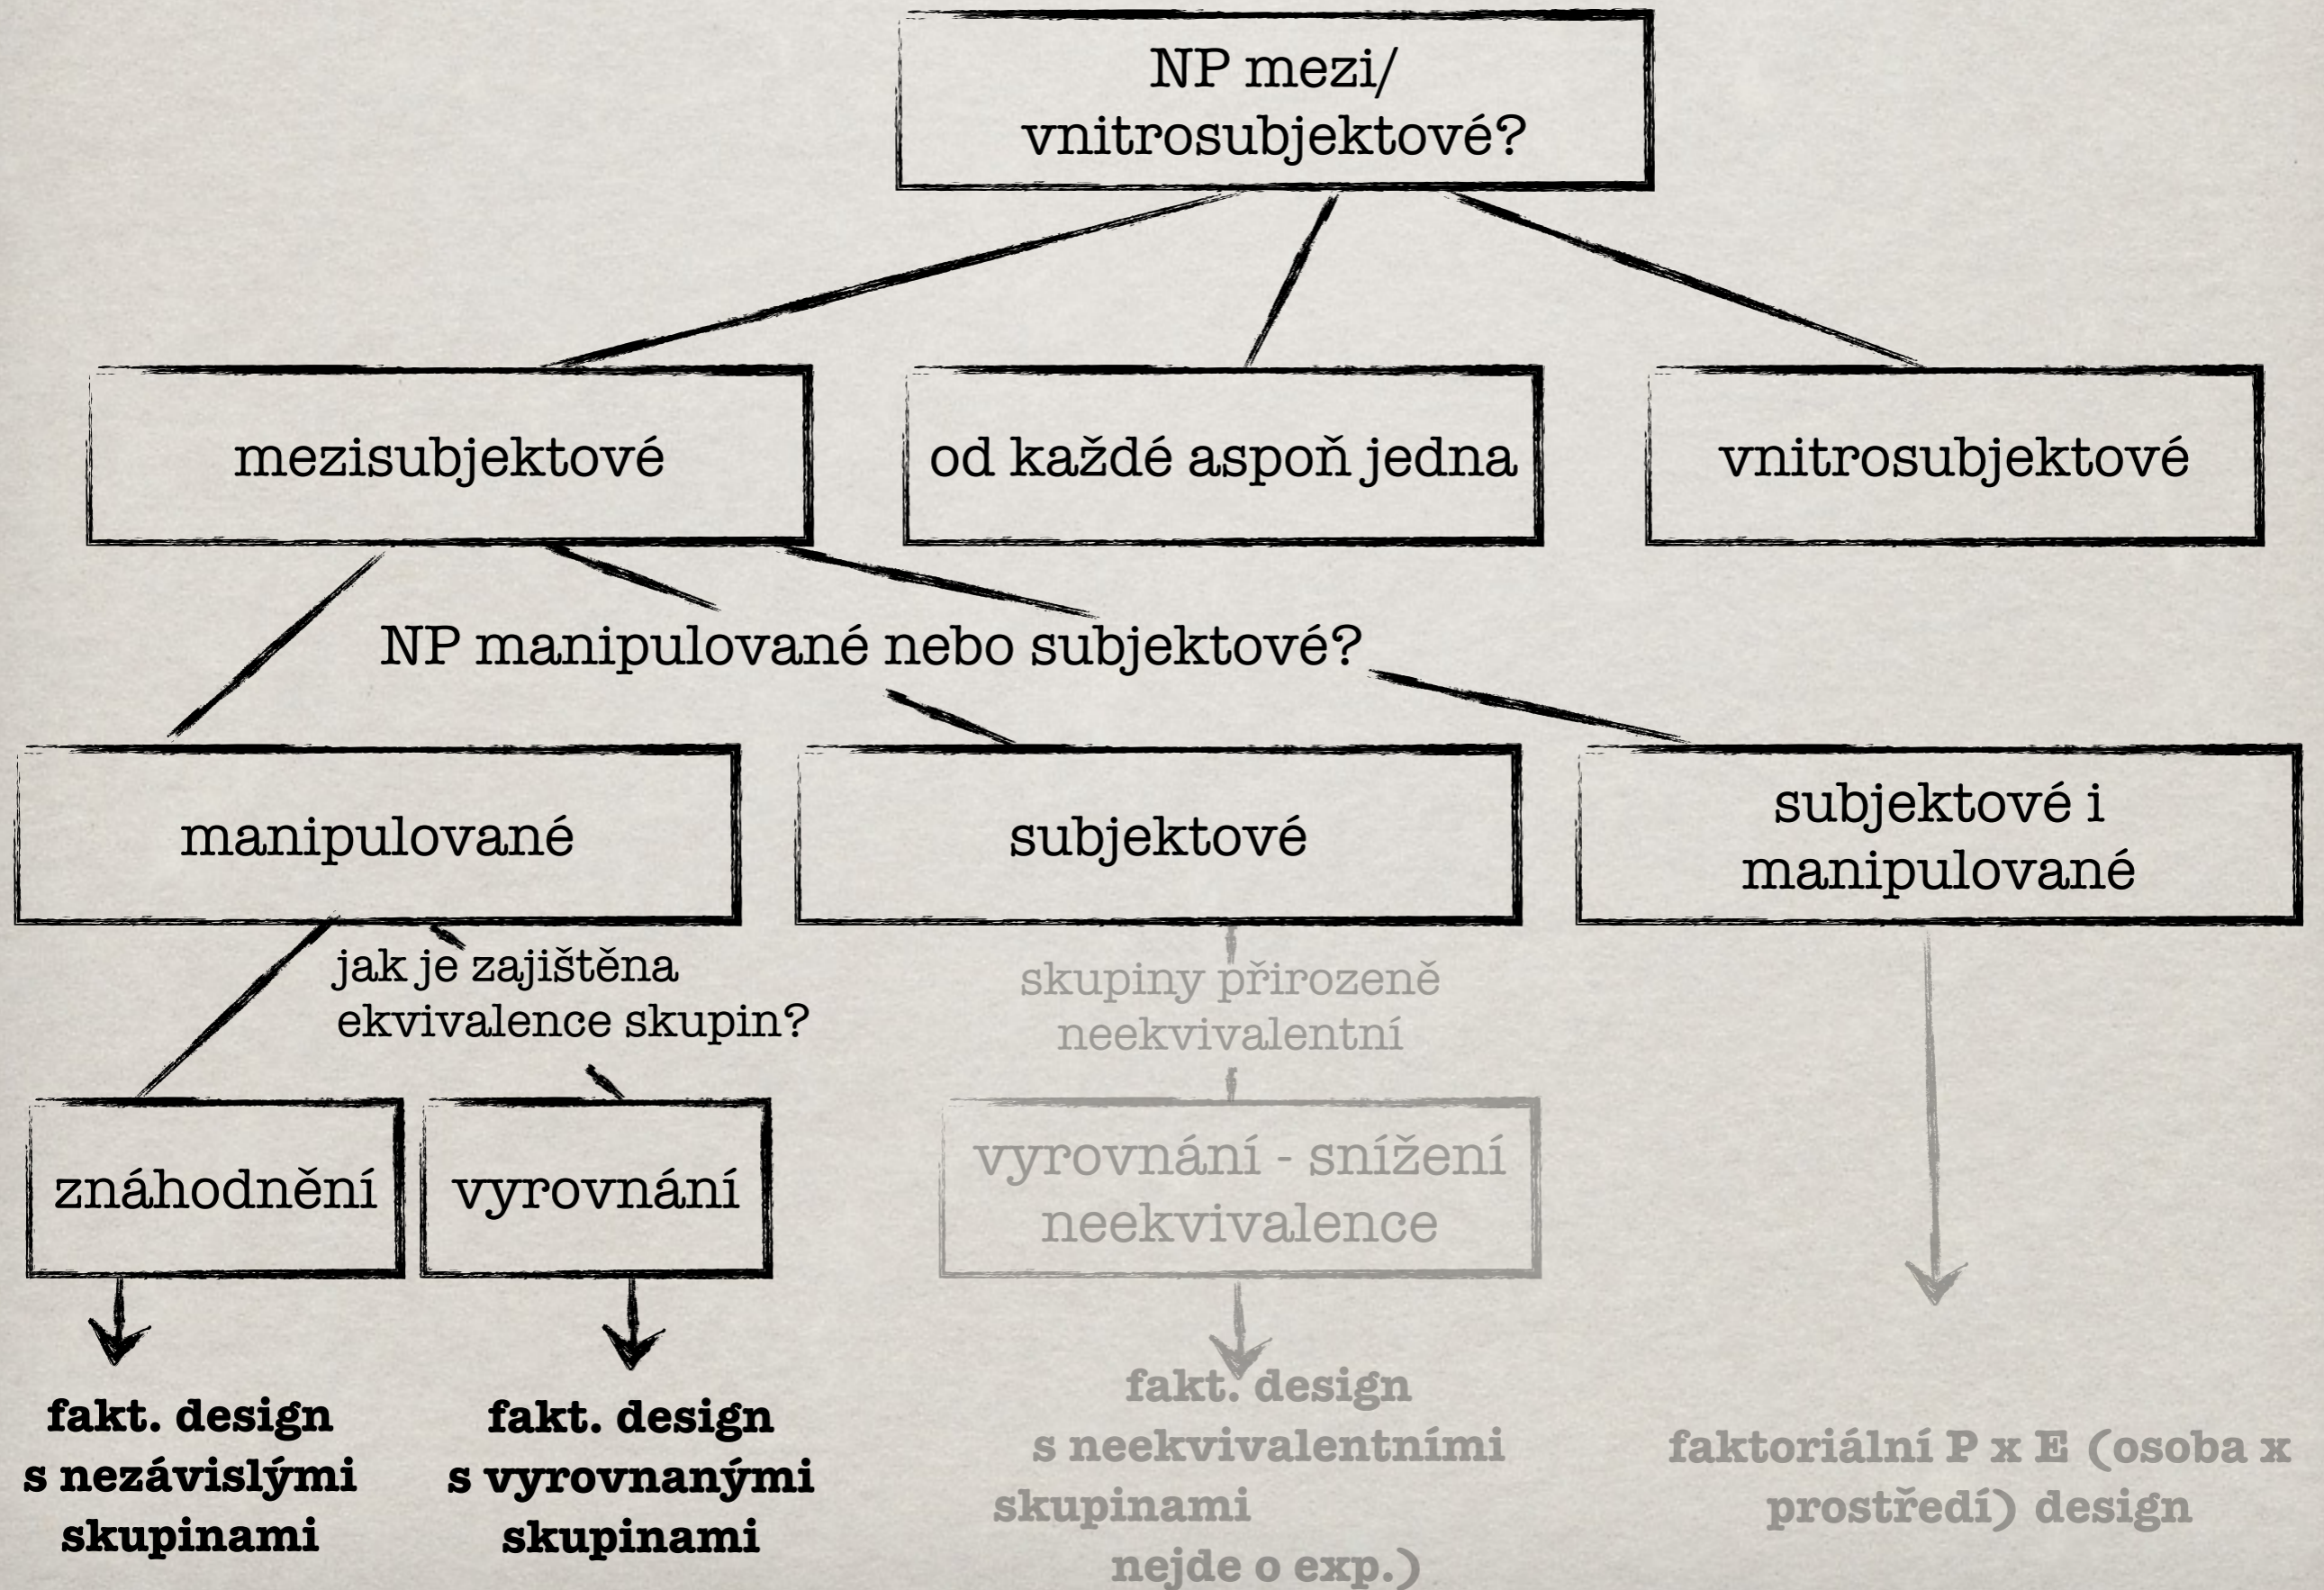 NP mezi/
vnitrosubjektové?
mezisubjektové
od každé aspoň jedna
vnitrosubjektové
NP manipulované nebo subjektové?
manipulované
subjektové
subjektové i
manipulované
jak je zajištěna
ekvivalence skupin?
skupiny přirozeně
neekvivalentní
znáhodnění
vyrovnání
vyrovnání - snížení
neekvivalence
fakt. design
s nezávislými
skupinami
fakt. design
s vyrovnanými
skupinami
fakt. design
s neekvivalentními
skupinami
nejde o exp.)
faktoriální P x E (osoba x
prostředí) design